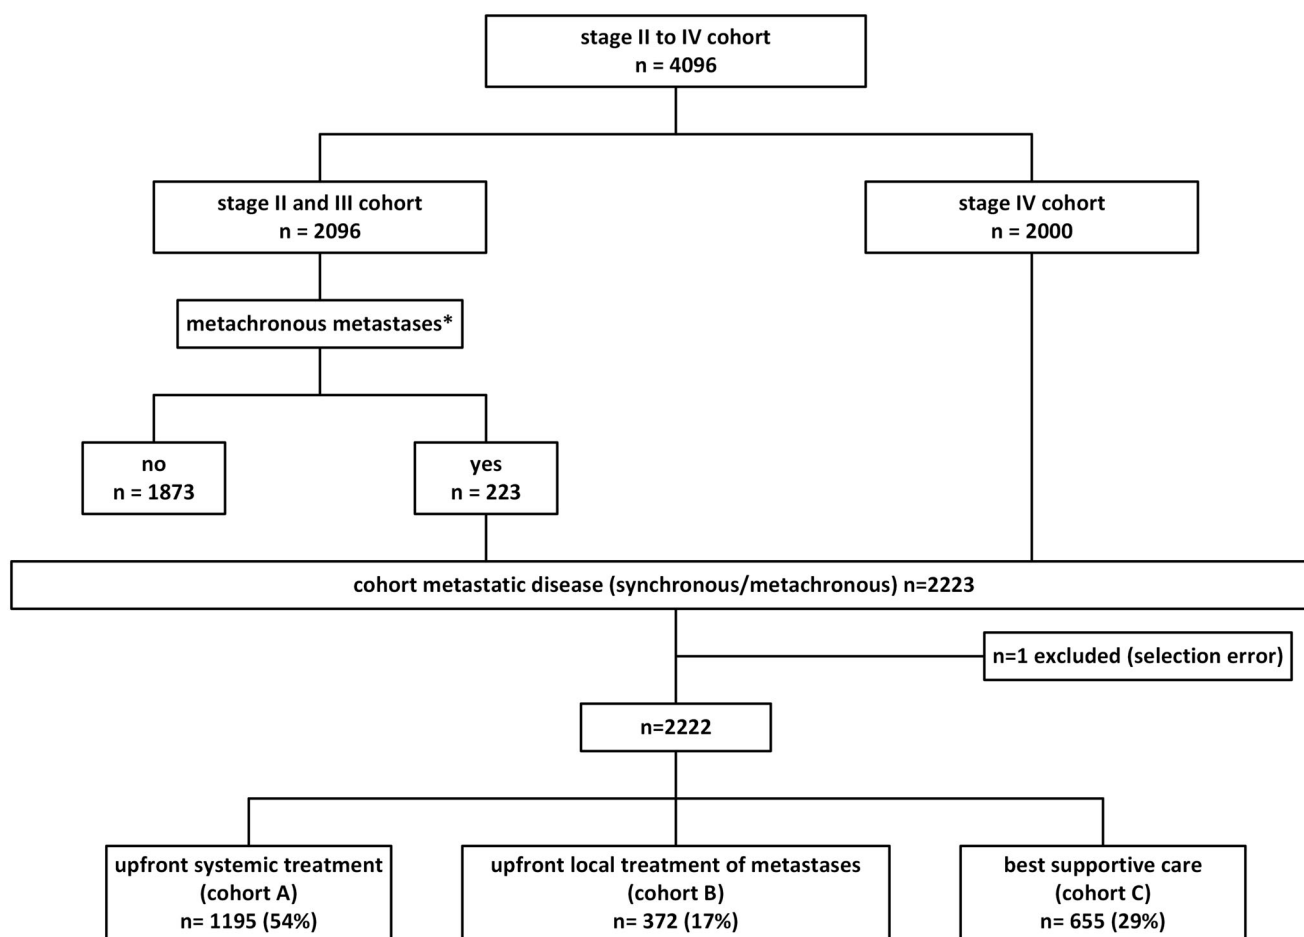 stage II to IV cohort
n = 4096
stage II and III cohort
n = 2096
stage IV cohort
n = 2000
metachronous metastases*
no
n = 1873
yes
n = 223
cohort metastatic disease (synchronous/metachronous) n=2223
n=1 excluded (selection error)
n=2222
upfront systemic treatment
(cohort A)
n= 1195 (54%)
upfront local treatment of metastases
(cohort B)
n= 372 (17%)
best supportive care
(cohort C)
n= 655 (29%)